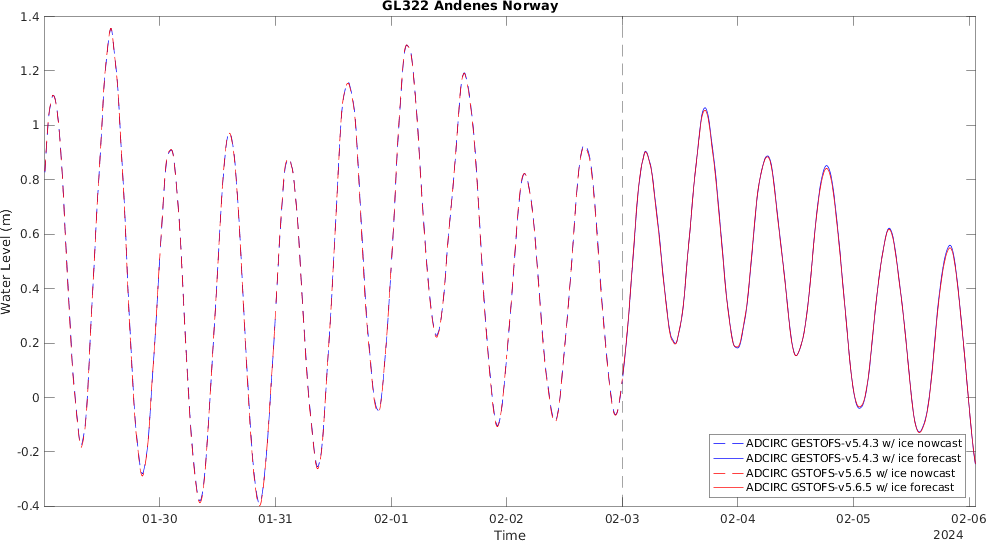 GL322 Andenes Norway
1.4
1.2
1
0.8
0.6
0.4
0.2
0
-0.2
-0.4
Water Level (m)
ADCIRC GESTOFS-v5.4.3 w/ ice nowcast
ADCIRC GESTOFS-v5.4.3 w/ ice forecast
ADCIRC GSTOFS-v5.6.5 w/ ice nowcast
ADCIRC GSTOFS-v5.6.5 w/ ice forecast
01-30 01-31 02-01 02-02 02-03 02-04 02-05 02-06
Time
2024